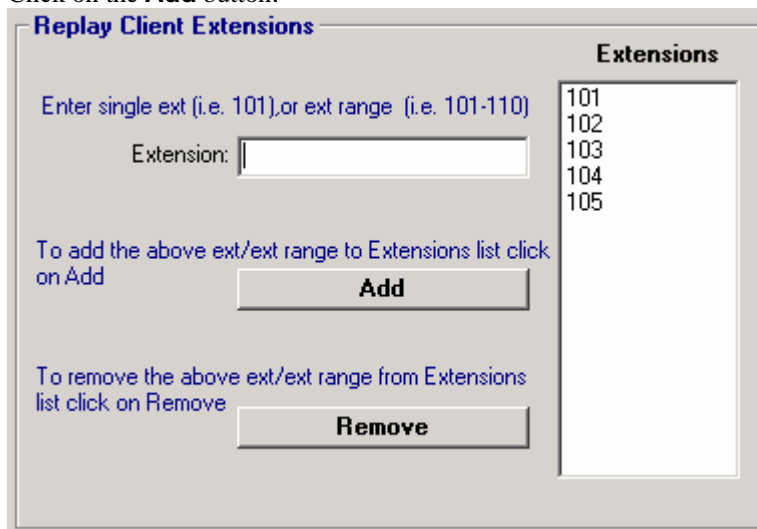 Click on the Add button.
Replay Client Extensions
Extensions
Enter single ext (i.e. 101),or ext range (i.e. 101-110)
Extension:
101
102
103
104
105
To add the above ext/ext range to Extensions list click
on Add
Add
To remove the above ext/ext range from Extensions
list click on Remove
Remove